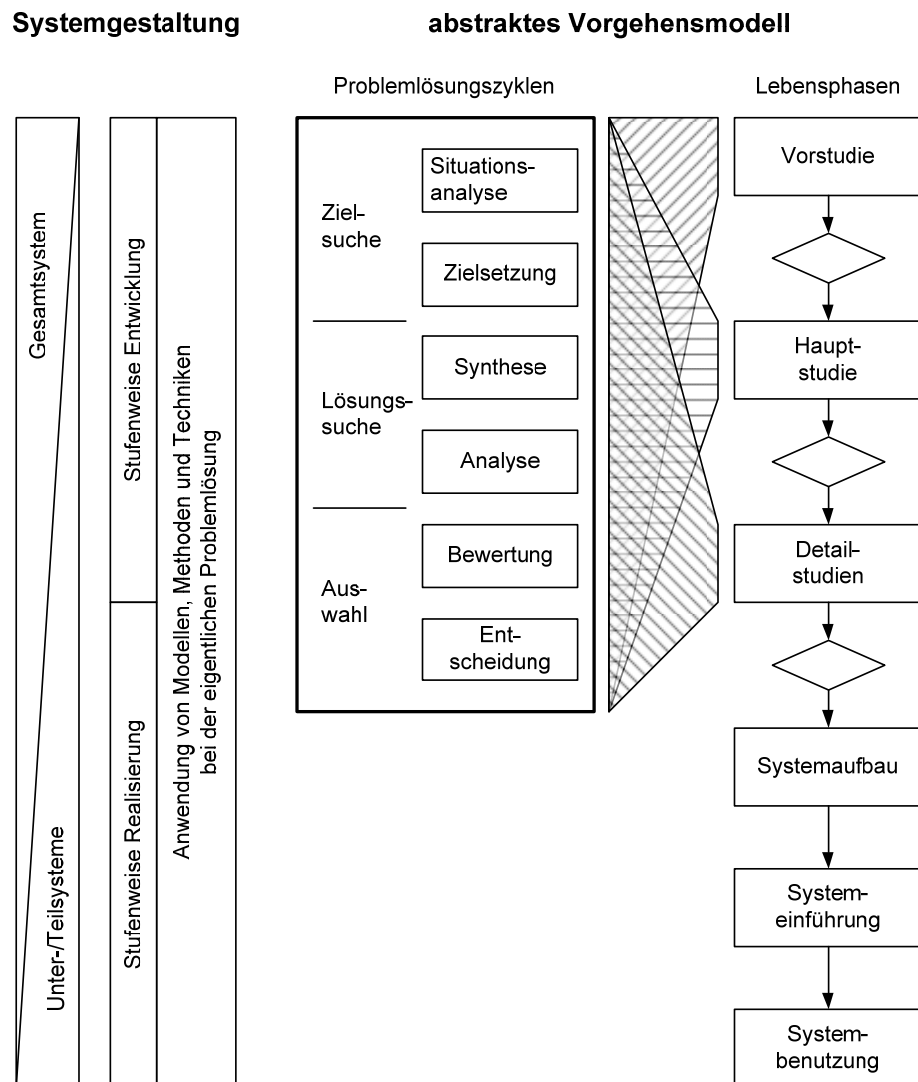 Systemgestaltung
abstraktes Vorgehensmodell
Problemlösungszyklen
Lebensphasen
Gesamtsystem
Unter-/Teilsysteme
Stufenweise Entwicklung
Stufenweise Realisierung
Anwendung von Modellen, Methoden und Techniken
bei der eigentlichen Problemlösung
Ziel-
suche
Situations-
analyse
Zielsetzung
Lösungs-
suche
Synthese
Analyse
Aus-
wahl
Bewertung
Ent-
scheidung
Vorstudie
Haupt-
studie
Detail-
studien
Systemaufbau
System-
einführung
System-
benutzung